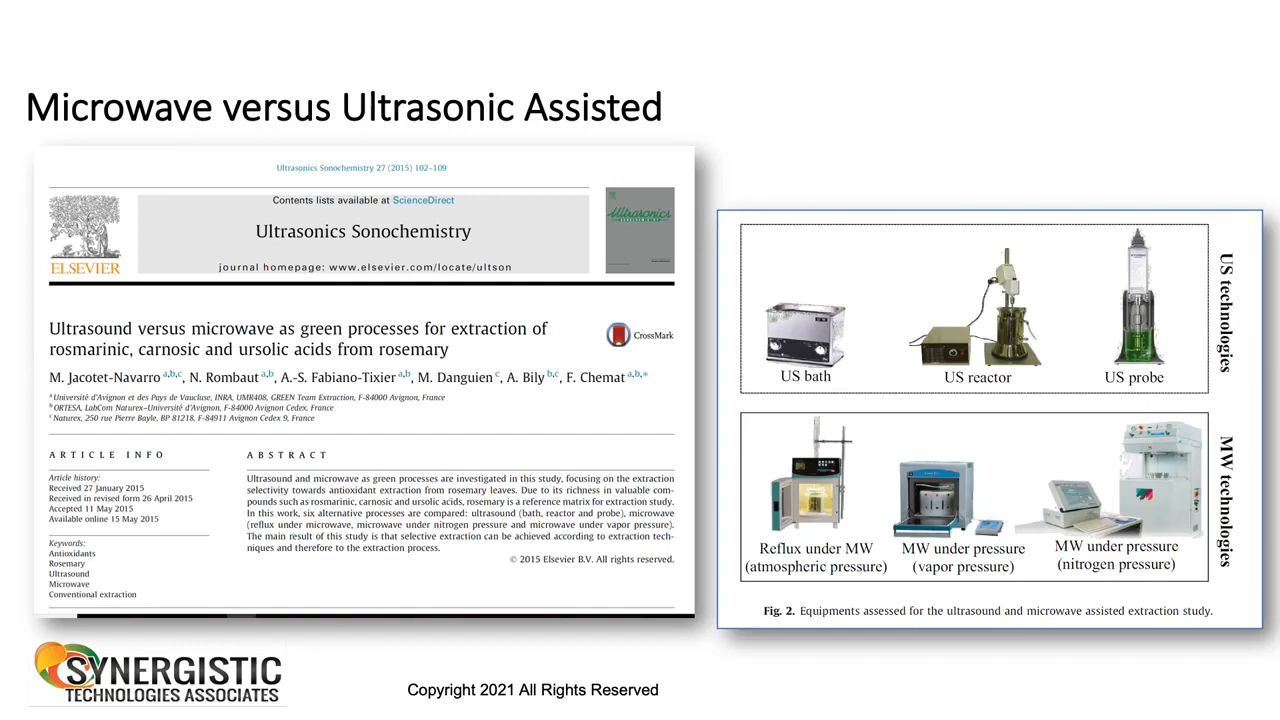 Microwave versus Ultrasonic Assisted
Ultrasonics Sonochemistry 27 (2015) 102–109
Contents lists available at ScienceDirect
Ultrasonics Sonochemistry
journal homepage: www.elsevier.com/locate/ultson
ELSEVIER
Ultrasonics
Ultrasound versus microwave as green processes for extraction of
rosmarinic, carnosic and ursolic acids from rosemary
CrossMark
M. Jacotet-Navarro a,b,c, N. Rombaut a,b, A.-S. Fabiano-Tixier a,b, M. Danguien c, A. Bily b,c, F. Chemat a,b,*
a Université d'Avignon et des Pays de Vaucluse, INRA, UMR408, GREEN Team Extraction, F-84000 Avignon, France
b ORTESA, LabCom Naturex–Université d'Avignon, F-84000 Avignon Cedex, France
c Naturex, 250 rue Pierre Bayle, BP 81218, F-84911 Avignon Cedex 9, France
ARTICLE INFO
Article history:
Received 27 January 2015
Received in revised form 26 April 2015
Accepted 11 May 2015
Available online 15 May 2015
Keywords:
Antioxidants
Rosemary
Ultrasound
Microwave
Conventional extraction
ABSTRACT
Ultrasound and microwave as green processes are investigated in this study, focusing on the extraction
selectivity towards antioxidant extraction from rosemary leaves. Due to its richness in valuable com-
pounds such as rosmarinic, carnosic and ursolic acids, rosemary is a reference matrix for extraction study.
In this work, six alternative processes are compared: ultrasound (bath, reactor and probe), microwave
(reflux under microwave, microwave under nitrogen pressure and microwave under vapor pressure).
The main result of this study is that selective extraction can be achieved according to extraction tech-
niques and therefore to the extraction process.
© 2015 Elsevier B.V. All rights reserved.
US bath
US reactor
US probe
US technologies
Reflux under MW
(atmospheric pressure)
MW under pressure
(vapor pressure)
MW under pressure
(nitrogen pressure)
MW technologies
Fig. 2. Equipments assessed for the ultrasound and microwave assisted extraction study.
SYNERGISTIC
TECHNOLOGIES ASSOCIATES
Copyright 2021 All Rights Reserved